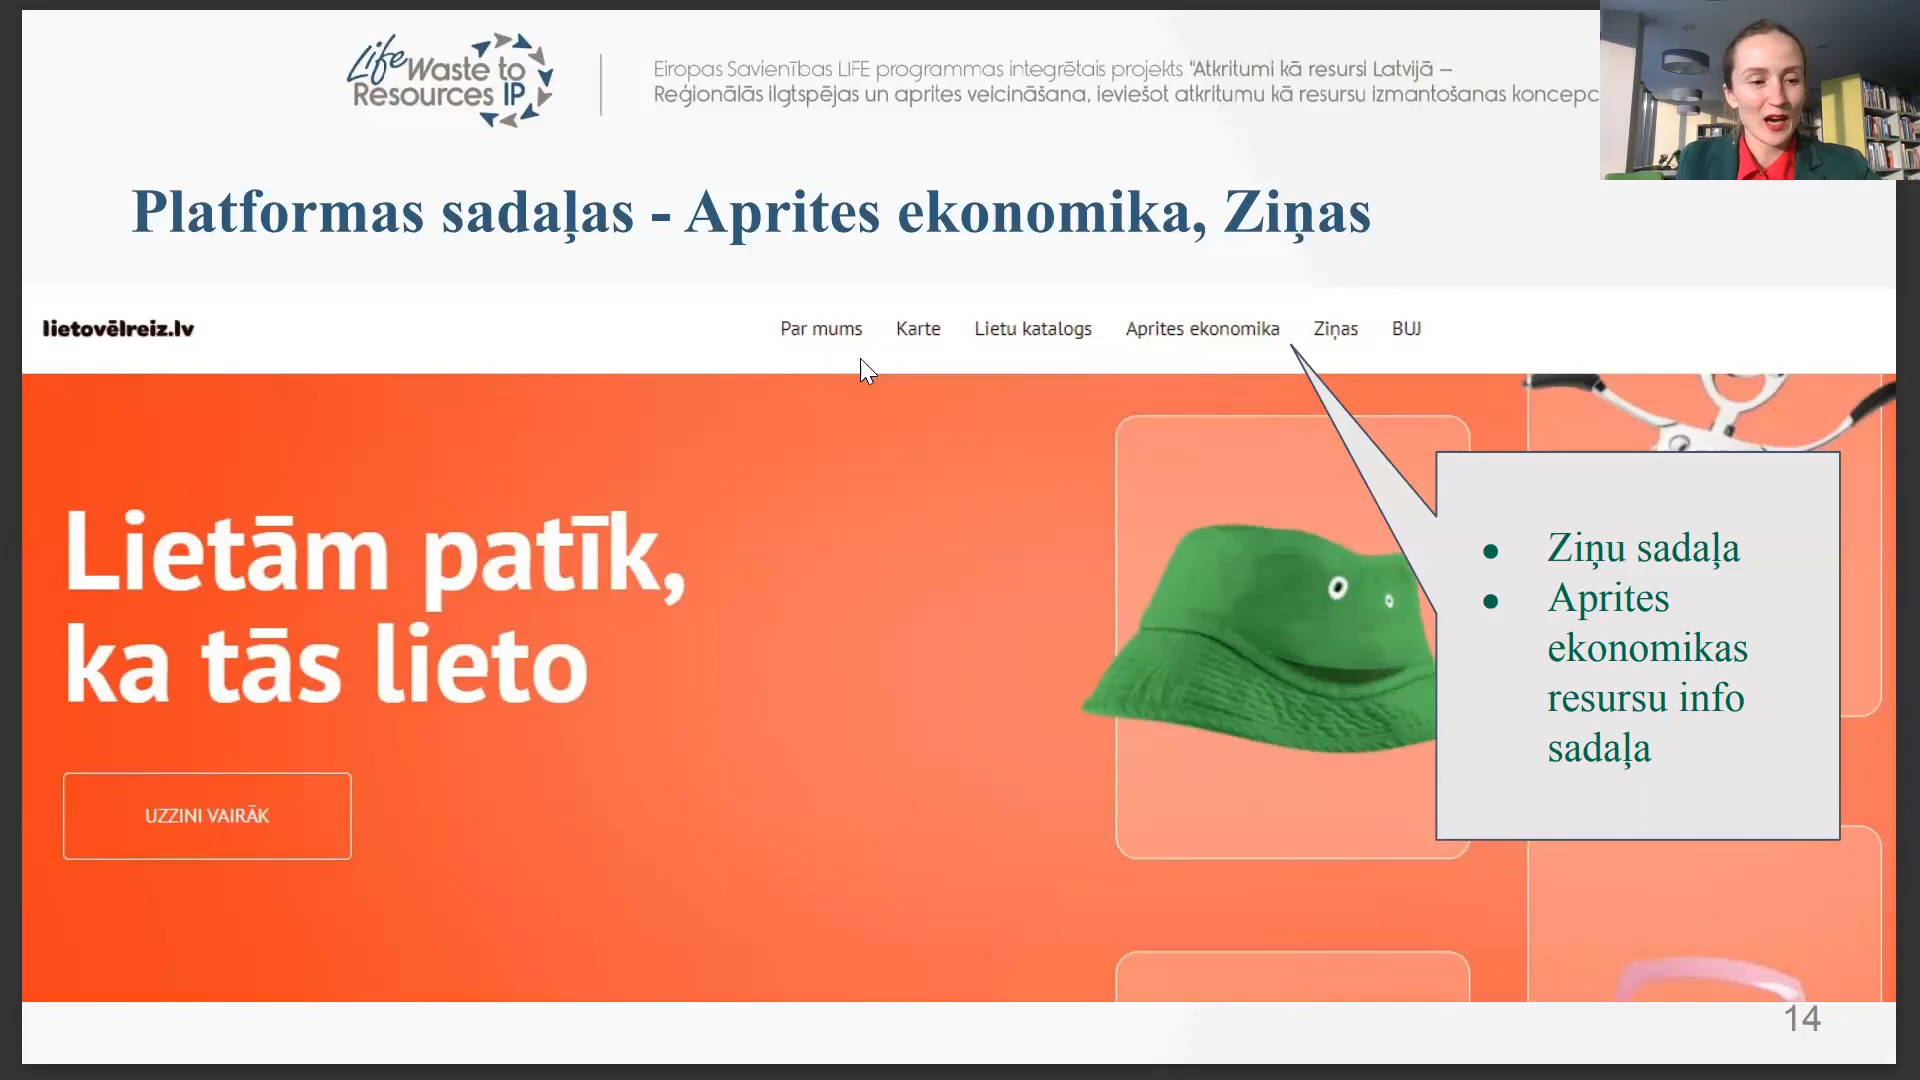 Life Waste to
Resources IP
Eiropas Savienības LIFE programmas integrētais projekts "Atkritumi kā resursi Latvijā –
Reģionālās ilgtspējas un aprites veicināšana, ieviešot atkritumu kā resursu izmantošanas koncepc
Platformas sadaļas - Aprites ekonomika, Ziņas
lietovēlreiz.lv
Par mums
Karte
Lietu katalogs
Aprites ekonomika
Ziņas
BUJ
Lietām patīk,
ka tās lieto
UZZINI VAIRĀK
● Ziņu sadaļa
● Aprites
ekonomikas
resursu info
sadaļa
14